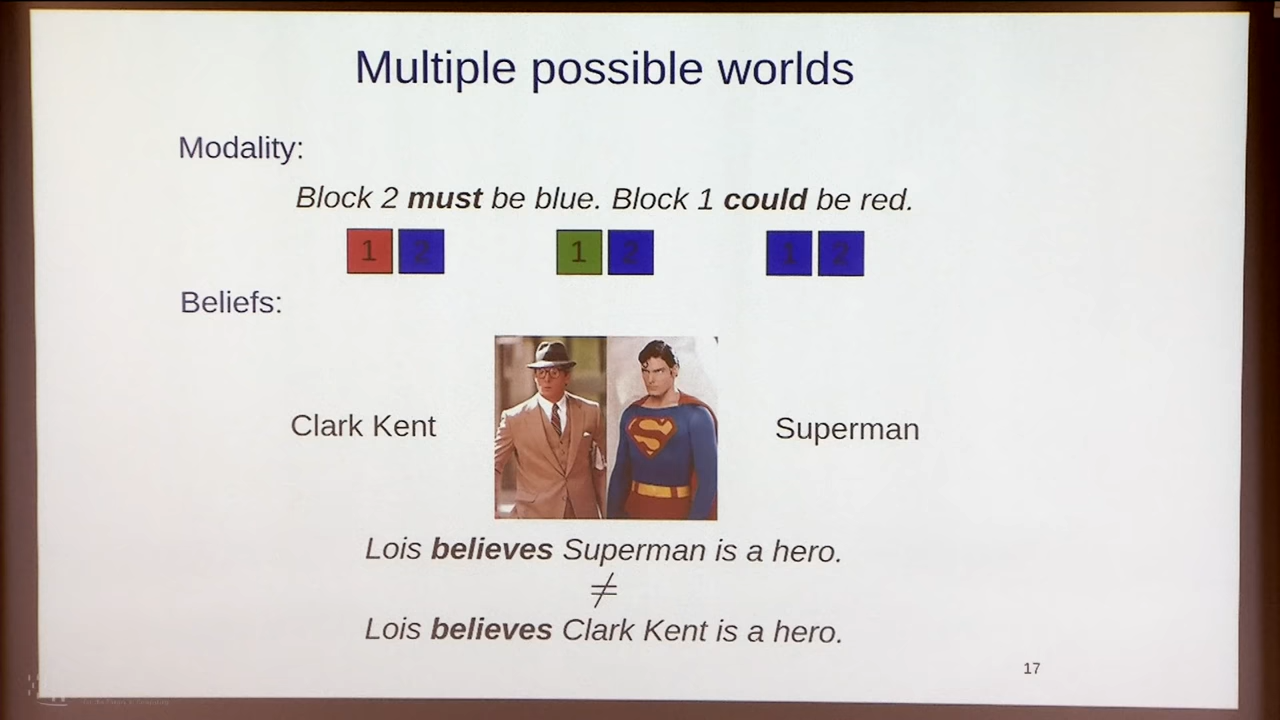 Multiple possible worlds
Modality:
Block 2 must be blue. Block 1 could be red.
1 2 1 2 1 2
Beliefs:
Clark Kent
Superman
Lois believes Superman is a hero.
≠
Lois believes Clark Kent is a hero.
17